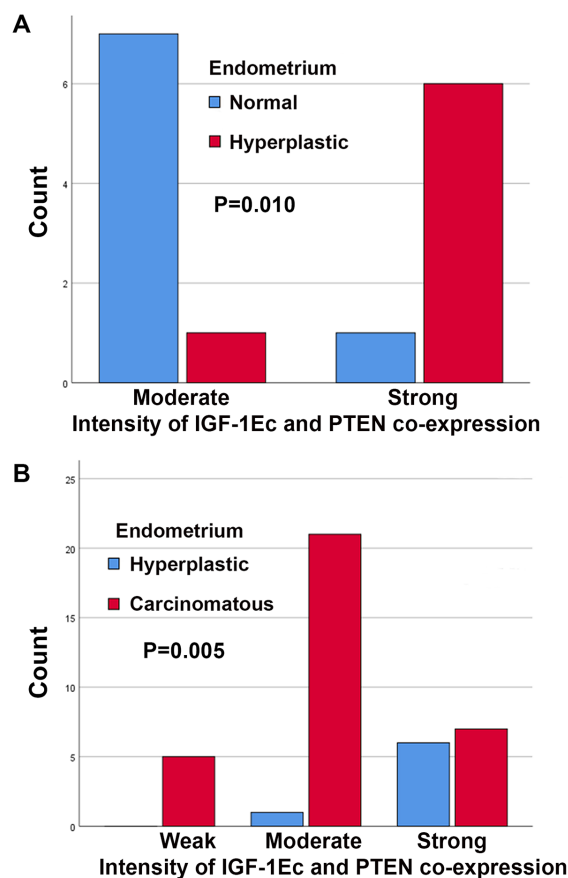 A
Endometrium
Normal
Hyperplastic
P=0.010
Count
6
4
2
0
Moderate Strong
Intensity of IGF-1Ec and PTEN co-expression
B
Endometrium
Hyperplastic
Carcinomatous
P=0.005
Count
25
20
15
10
5
0
Weak Moderate Strong
Intensity of IGF-1Ec and PTEN co-expression